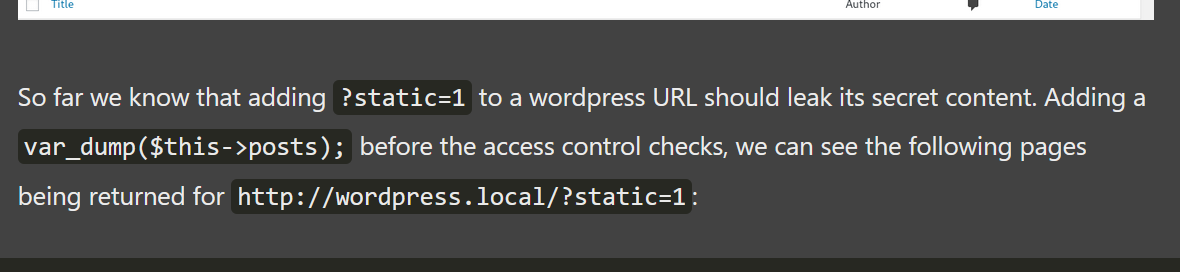 Title Author Date
So far we know that adding ?static=1 to a wordpress URL should leak its secret content. Adding a
var_dump($this->posts); before the access control checks, we can see the following pages
being returned for http://wordpress.local/?static=1: